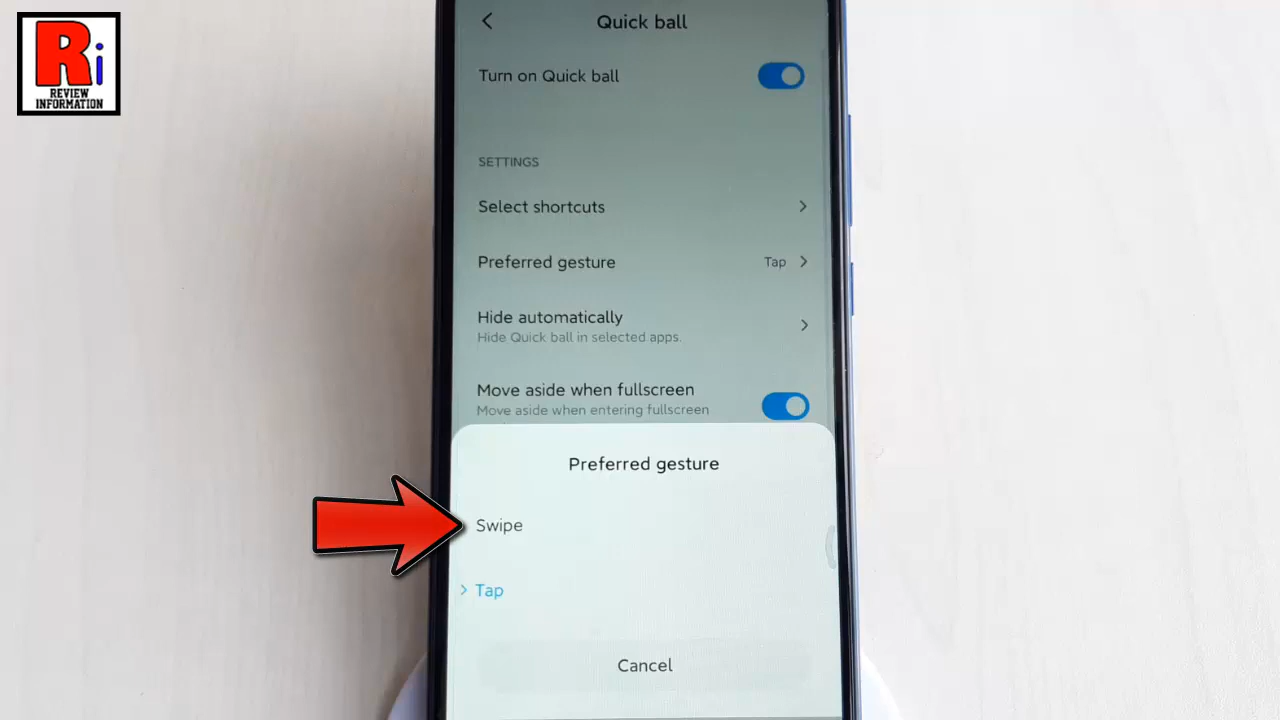 Ri
REVIEW
INFORMATION
Quick ball
Turn on Quick ball
SETTINGS
Select shortcuts
Preferred gesture Tap
Hide automatically
Hide Quick ball in selected apps.
Move aside when fullscreen
Move aside when entering fullscreen
Preferred gesture
Swipe
Tap
Cancel